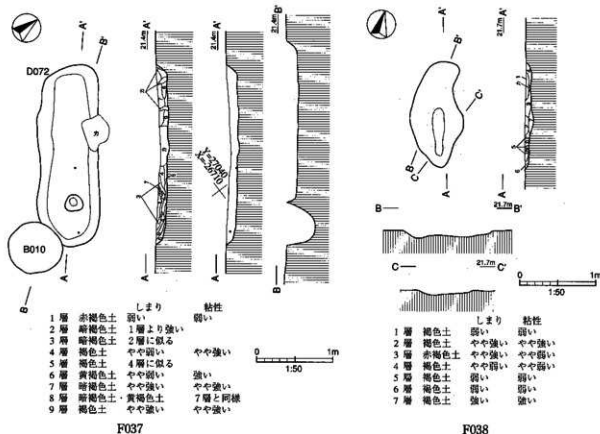 A'
B'
21.4m
A'
21.4m
A'
21.4m
B'
D072
B010
A
B
A
A
B
Y=27040
X=-26710
しまり 粘性
1層 赤褐色土 弱い 弱い
2層 暗褐色土 1層より強い
3層 暗褐色土 2層に似る
4層 褐色土 やや弱い やや強い
5層 褐色土 4層に似る
6層 黄褐色土 やや弱い 強い
7層 暗褐色土 やや強い やや強い
8層 暗褐色土・黄褐色土 7層と同様
9層 褐色土 やや強い やや強い
0 1m
1:50
F037
A'
B'
C'
21.7m
A'
B
C
A
A
B
21.7m
B'
C
21.7m
C'
0 1m
1:50
しまり 粘性
1層 褐色土 弱い 弱い
2層 褐色土 やや強い やや強い
3層 赤褐色土 やや強い やや弱い
4層 褐色土 やや弱い やや弱い
5層 褐色土 弱い 弱い
6層 褐色土 弱い 弱い
7層 褐色土 強い 強い
F038